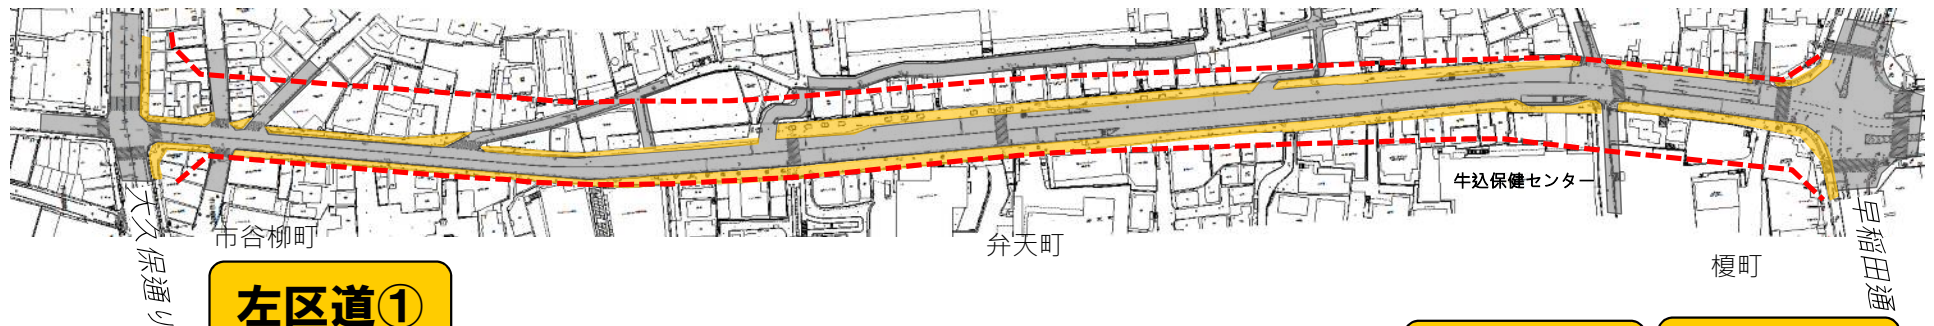 牛込保健センター
大久保通り
市谷柳町
弁天町
榎町
早稲田通
左区道①